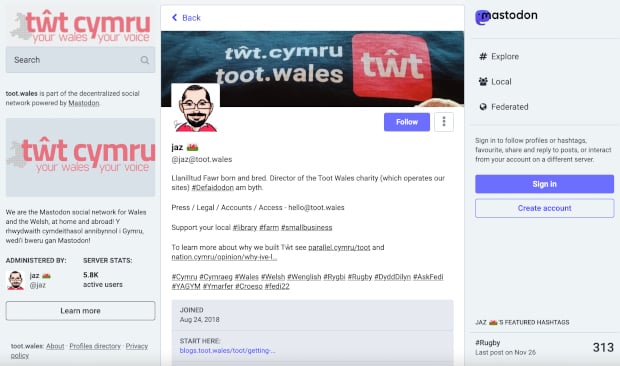 tŵt cymru
your wales your voice
Search
toot.wales is part of the decentralized social
network powered by Mastodon.
tŵt cymru
your wales your voice
We are the Mastodon social network for Wales
and the Welsh, at home and abroad! Y
rhwydwaith cymdeithasol annibynnol i Gymru,
wedi'i bweru gan Mastodon!
ADMINISTERED BY:
jaz
@jaz
SERVER STATS:
5.8K
active users
Learn more
toot.wales: About · Profiles directory · Privacy
policy
Back
tŵt.cymru
toot.wales
tŵt
Follow
jaz
@jaz@toot.wales
Llanilltud Fawr born and bred. Director of the Toot Wales charity (which operates our
sites) #Defaidodon am byth.
Press / Legal / Accounts / Access - hello@toot.wales
Support your local #library #farm #smallbusiness
To learn more about why we built Tŵt see parallel.cymru/toot and
nation.cymru/opinion/why-ive-l...
#Cymru #Cymraeg #Wales #Welsh #Wenglish #Rygbi #Rugby #DyddDilyn #AskFedi
#YAGYM #Ymarfer #Croeso #fedi22
JOINED
Aug 24, 2018
START HERE:
blogs.toot.wales/toot/getting-...
mastodon
# Explore
Local
Federated
Sign in to follow profiles or hashtags,
favourite, share and reply to posts, or interact
from your account on a different server.
Sign in
Create account
JAZ 'S FEATURED HASHTAGS
#Rugby
Last post on Nov 26
313